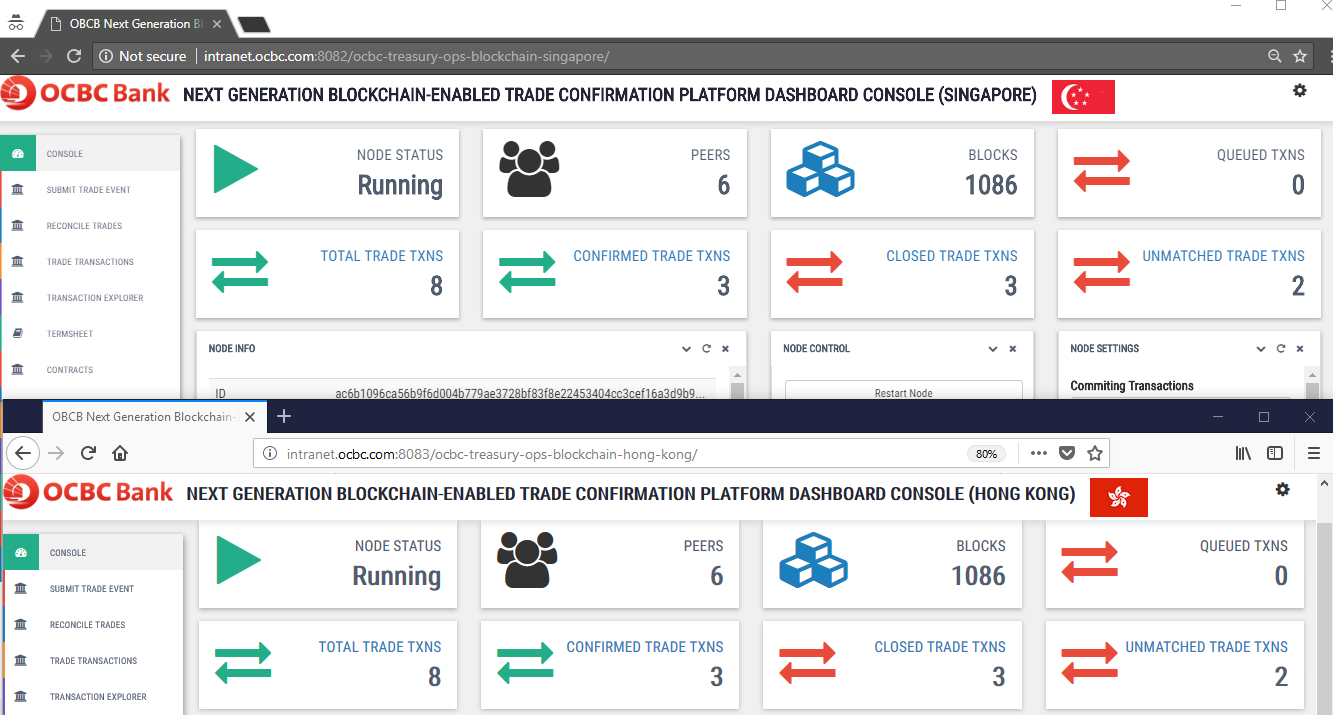 OBCB Next Generation Bl
Not secure intranet.ocbc.com:8082/ocbc-treasury-ops-blockchain-singapore/
OCBC Bank NEXT GENERATION BLOCKCHAIN-ENABLED TRADE CONFIRMATION PLATFORM DASHBOARD CONSOLE (SINGAPORE)
CONSOLE
SUBMIT TRADE EVENT
RECONCILE TRADES
TRADE TRANSACTIONS
TRANSACTION EXPLORER
TERMSHEET
CONTRACTS
NODE STATUS
Running
PEERS
6
BLOCKS
1086
QUEUED TXNS
0
TOTAL TRADE TXNS
8
CONFIRMED TRADE TXNS
3
CLOSED TRADE TXNS
3
UNMATCHED TRADE TXNS
2
NODE INFO
ID ac6b1096ca56b9f6d004b779ae3728bf83f8e22453404cc3cef16a3d9b9...
NODE CONTROL
Restart Node
NODE SETTINGS
Commiting Transactions
OBCB Next Generation Blockchain-
intranet.ocbc.com:8083/ocbc-treasury-ops-blockchain-hong-kong/ 80%
OCBC Bank NEXT GENERATION BLOCKCHAIN-ENABLED TRADE CONFIRMATION PLATFORM DASHBOARD CONSOLE (HONG KONG)
CONSOLE
SUBMIT TRADE EVENT
RECONCILE TRADES
TRADE TRANSACTIONS
TRANSACTION EXPLORER
NODE STATUS
Running
PEERS
6
BLOCKS
1086
QUEUED TXNS
0
TOTAL TRADE TXNS
8
CONFIRMED TRADE TXNS
3
CLOSED TRADE TXNS
3
UNMATCHED TRADE TXNS
2